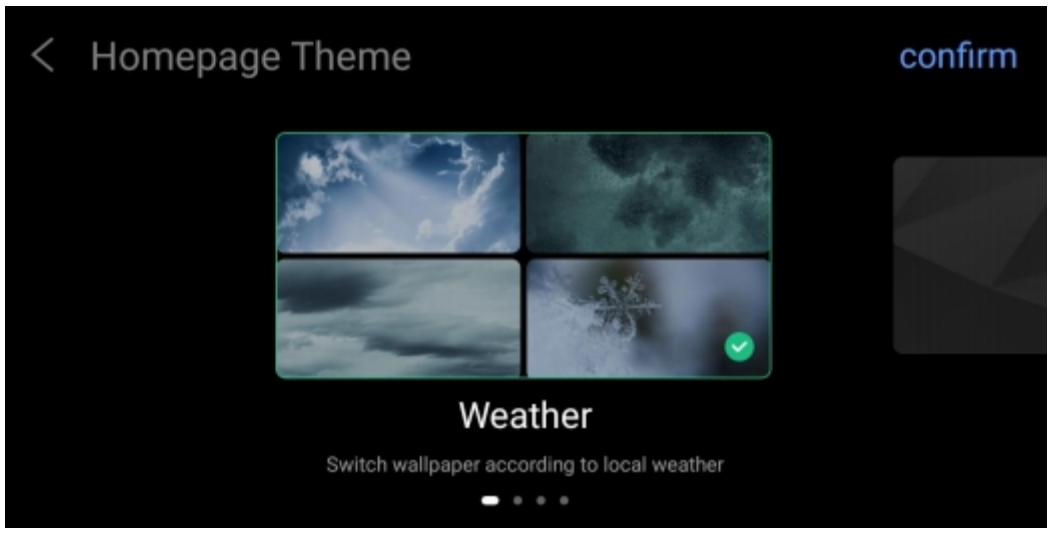 Homepage Theme
confirm
Weather
Switch wallpaper according to local weather